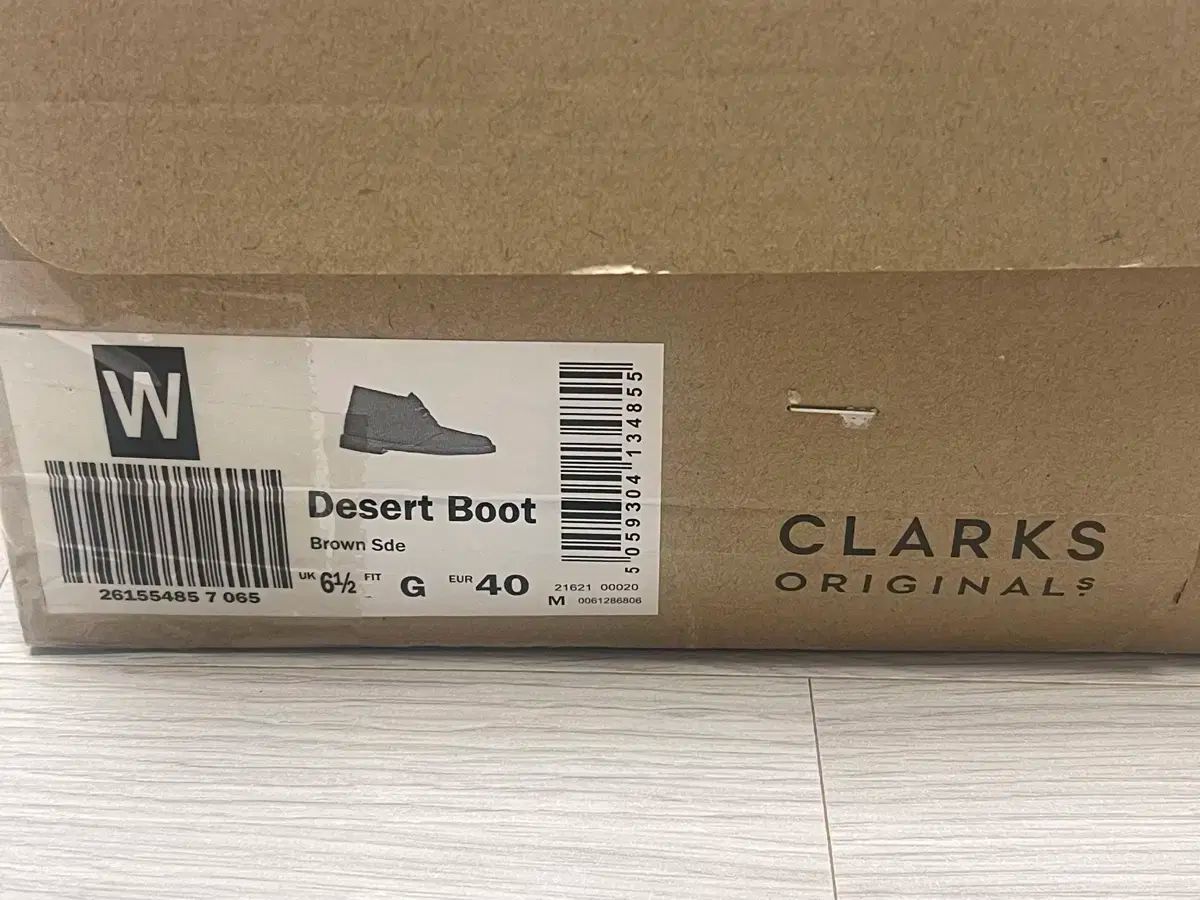 W
26155485 7 065
Desert Boot
Brown Sde
UK 6½ FIT G EUR 40
5 059304 134855
21621 00020
M 0061286806
CLARKS
ORIGINALS